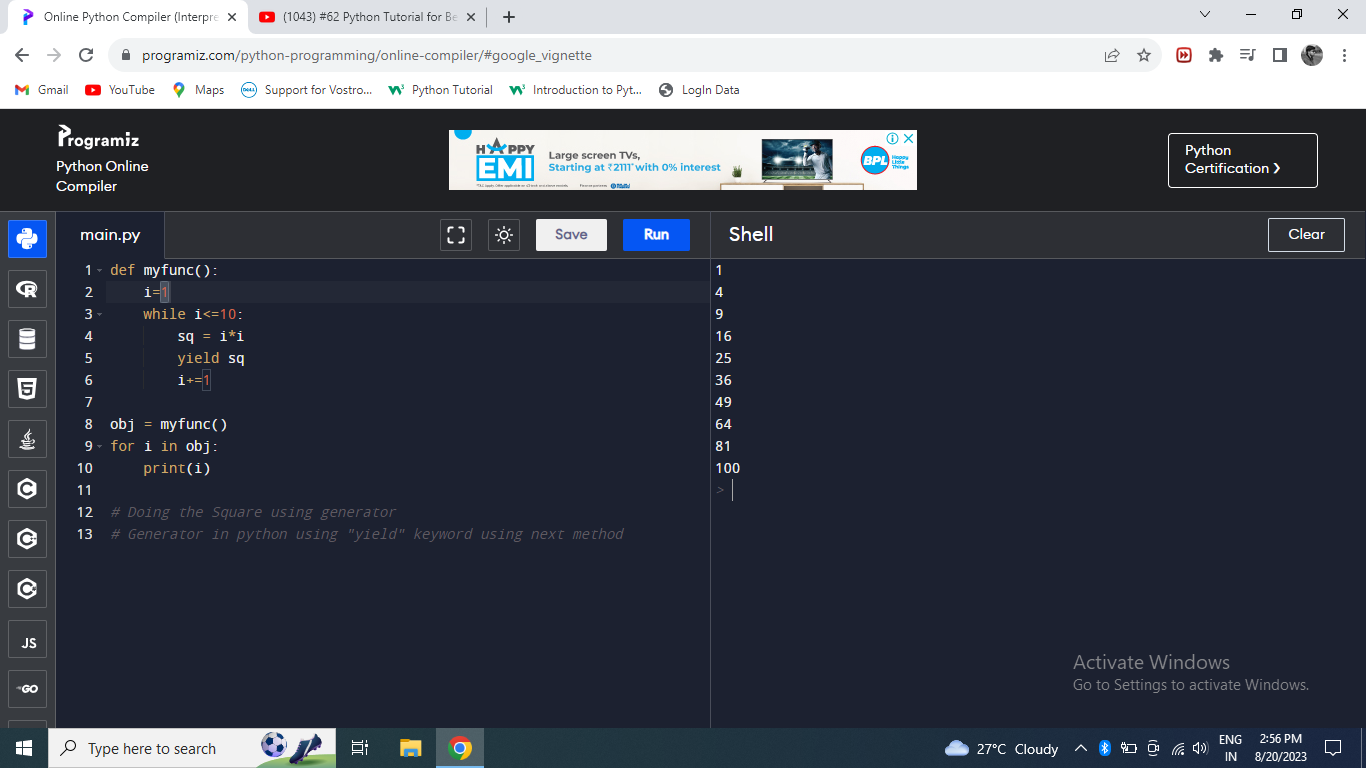 Online Python Compiler (Interpre
(1043) #62 Python Tutorial for Be
programiz.com/python-programming/online-compiler/#google_vignette
Gmail
YouTube
Maps
Support for Vostro...
Python Tutorial
Introduction to Pyt...
LogIn Data
Programiz
Python Online
Compiler
HAPPY
EMI
Large screen TVs,
Starting at ₹2111* with 0% interest
BPL
Happy
Little
Things
Python
Certification ❯
main.py
Save
Run
Shell
Clear
1 def myfunc():
2 i=1
3 while i<=10:
4 sq = i*i
5 yield sq
6 i+=1
7
8 obj = myfunc()
9 for i in obj:
10 print(i)
11
12 # Doing the Square using generator
13 # Generator in python using "yield" keyword using next method
1
4
9
16
25
36
49
64
81
100
>
R
5
C
C
C
JS
GO
Activate Windows
Go to Settings to activate Windows.
Type here to search
27°C Cloudy
ENG
IN
2:56 PM
8/20/2023